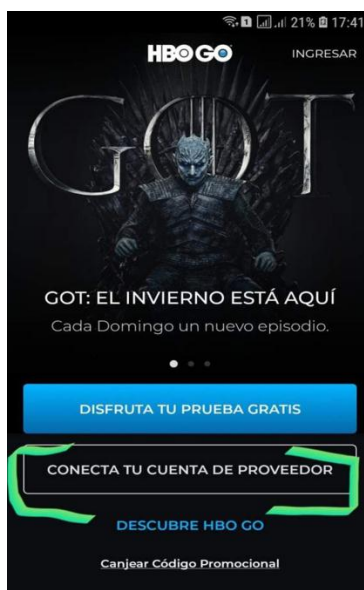 21% 17:41
HBO GO INGRESAR
GOT
GOT: EL INVIERNO ESTÁ AQUÍ
Cada Domingo un nuevo episodio.
DISFRUTA TU PRUEBA GRATIS
CONECTA TU CUENTA DE PROVEEDOR
DESCUBRE HBO GO
Canjear Código Promocional